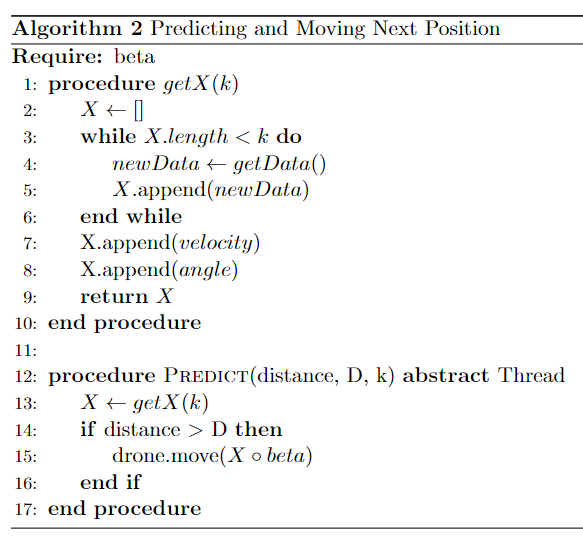 Algorithm 2 Predicting and Moving Next Position
Require: beta
1: procedure getX(k)
2: X ← []
3: while X.length < k do
4: newData ← getData()
5: X.append(newData)
6: end while
7: X.append(velocity)
8: X.append(angle)
9: return X
10: end procedure
11:
12: procedure PREDICT(distance, D, k) abstract Thread
13: X ← getX(k)
14: if distance > D then
15: drone.move(X ∘ beta)
16: end if
17: end procedure